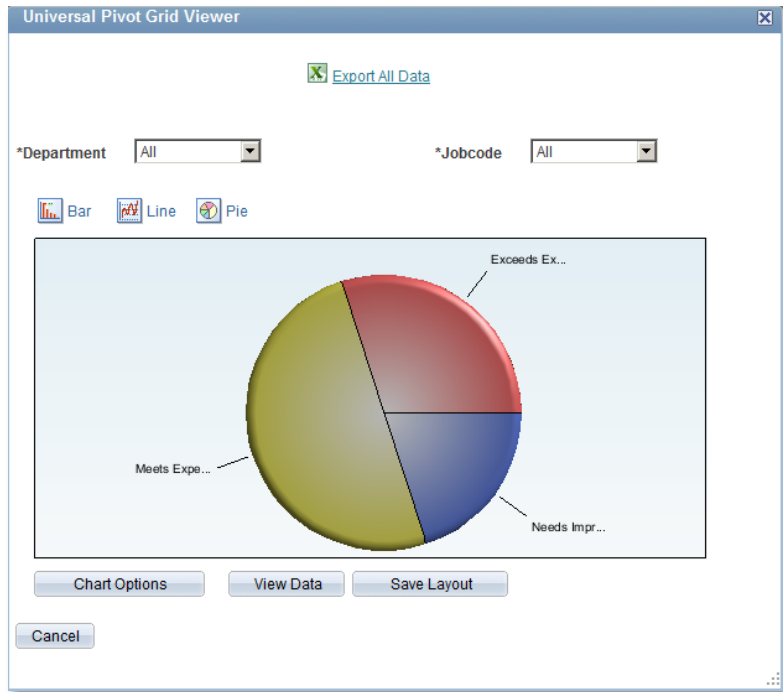 Universal Pivot Grid Viewer
Export All Data
*Department All *Jobcode All
Bar Line Pie
Exceeds Ex...
Meets Expe...
Needs Impr...
Chart Options View Data Save Layout
Cancel